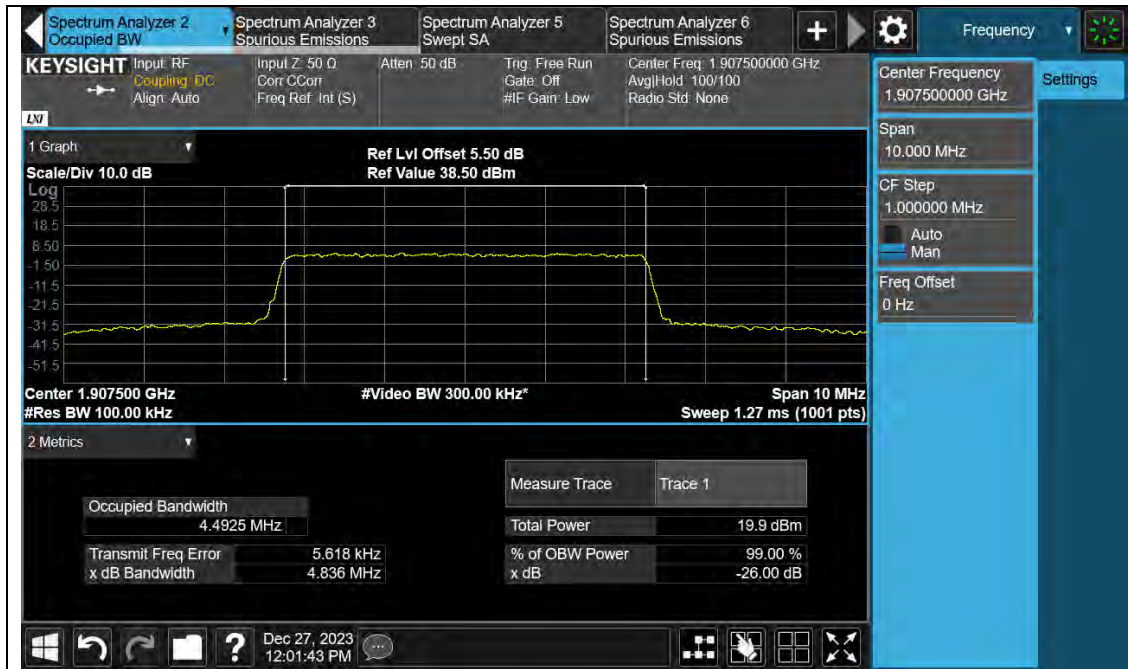 Spectrum Analyzer 2
Occupied BW
Spectrum Analyzer 3
Spurious Emissions
Spectrum Analyzer 5
Swept SA
Spectrum Analyzer 6
Spurious Emissions
+
Frequency
KEYSIGHT
Input: RF
Coupling: DC
Align: Auto
Input Z: 50 Ω
Corr CCorr
Freq Ref: Int (S)
Atten: 50 dB
Trig: Free Run
Gate: Off
#IF Gain: Low
Center Freq: 1.907500000 GHz
Avg|Hold: 100/100
Radio Std: None
LXI
Center Frequency
1.907500000 GHz
Settings
Span
10.000 MHz
CF Step
1.000000 MHz
Auto
Man
Freq Offset
0 Hz
1 Graph
Scale/Div 10.0 dB
Ref Lvl Offset 5.50 dB
Ref Value 38.50 dBm
Log
28.5
18.5
8.50
-1.50
-11.5
-21.5
-31.5
-41.5
-51.5
Center 1.907500 GHz
#Video BW 300.00 kHz*
Span 10 MHz
#Res BW 100.00 kHz
Sweep 1.27 ms (1001 pts)
2 Metrics
Measure Trace
Trace 1
Occupied Bandwidth
4.4925 MHz
Total Power
19.9 dBm
Transmit Freq Error
5.618 kHz
% of OBW Power
99.00 %
x dB Bandwidth
4.836 MHz
x dB
-26.00 dB
?
Dec 27, 2023
12:01:43 PM